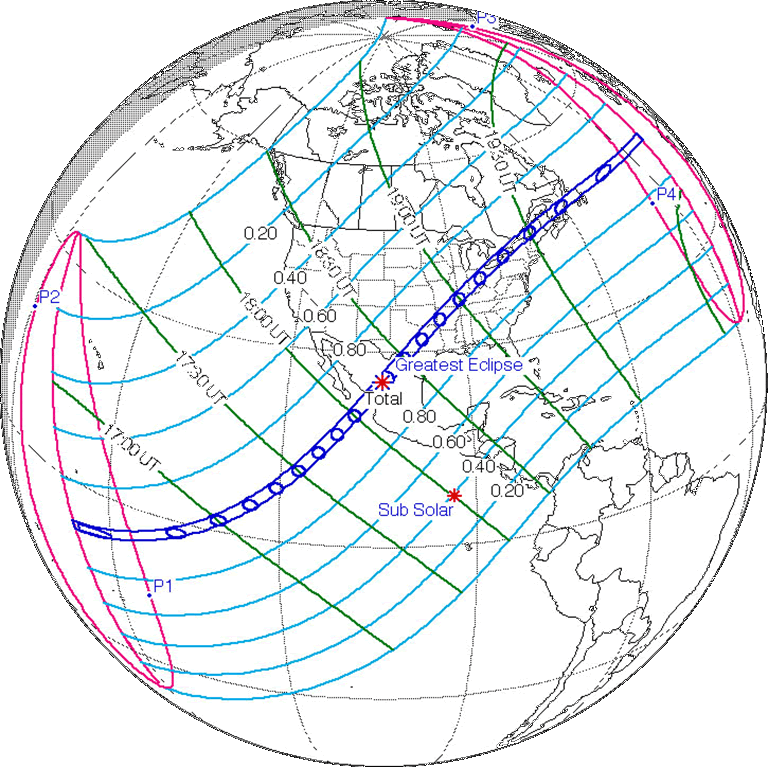 P3
19:30 UT
P4
19:00 UT
0.20
18:30 UT
0.40
P2
0.60
18:00 UT
0.80
Greatest Eclipse
17:30 UT
Total
0.80
17:00 UT
0.60
0.40
0.20
Sub Solar
P1